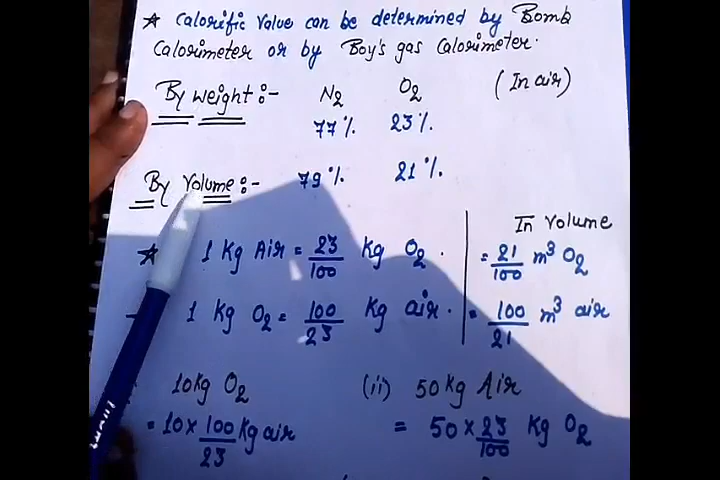 ★ Calorific Value can be determined by Bomb
Calorimeter or by Boy's gas Calorimeter.
By weight :- N2 O2 (In air)
77% 23%.
By Volume :- 79% 21%.
In volume
★ 1 Kg Air = 23/100 Kg O2. = 21/100 m³ O2
1 Kg O2 = 100/23 Kg air. = 100/21 m³ air
10Kg O2 (ii) 50Kg Air
= 10 x 100/23 Kg air = 50 x 23/100 Kg O2